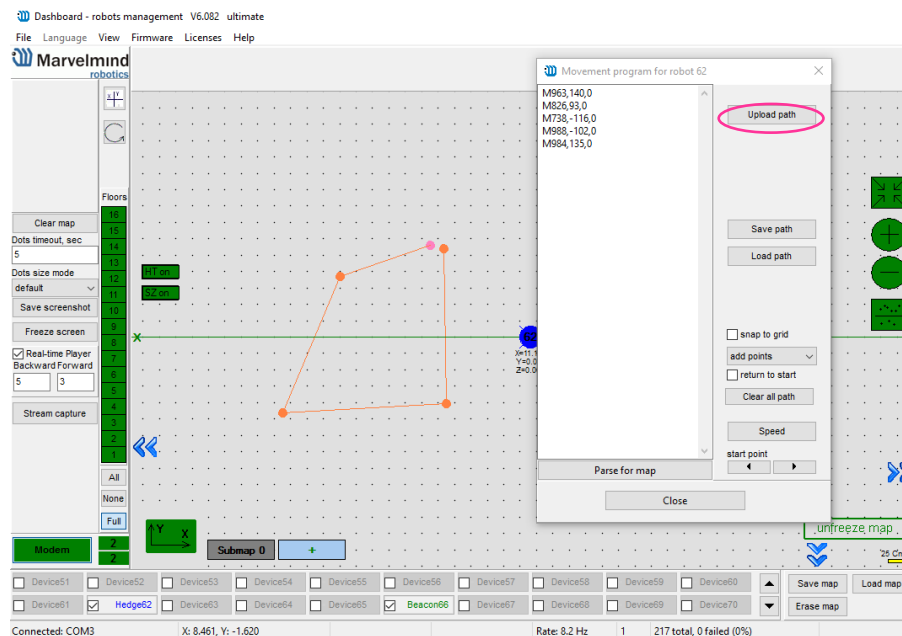 Dashboard - robots management V6.082 ultimate
File Language View Firmware Licenses Help
Marvelmind
robotics
Movement program for robot 62
M963,140,0
M826,93,0
M738,-116,0
M988,-102,0
M984,135,0
Upload path
Save path
Load path
snap to grid
add points
return to start
Clear all path
Speed
start point
Parse for map
Close
Floors
16
15
14
13
12
11
10
9
8
7
6
5
4
3
2
1
All
None
Full
2
2
Clear map
Dots timeout, sec
5
Dots size mode
default
Save screenshot
Freeze screen
Real-time Player
Backward Forward
5 3
Stream capture
Modem
HT on
SZ on
X
62
X=11.1
Y=0.0
Z=0.0
Y X
Submap 0 +
unfreeze map
Device51 Device52 Device53 Device54 Device55 Device56 Device57 Device58 Device59 Device60
Device61 Hedge62 Device63 Device64 Device65 Beacon66 Device67 Device68 Device69 Device70
Save map Load map
Erase map
Connected: COM3 X: 8.461, Y: -1.620 Rate: 8.2 Hz 1 217 total, 0 failed (0%)